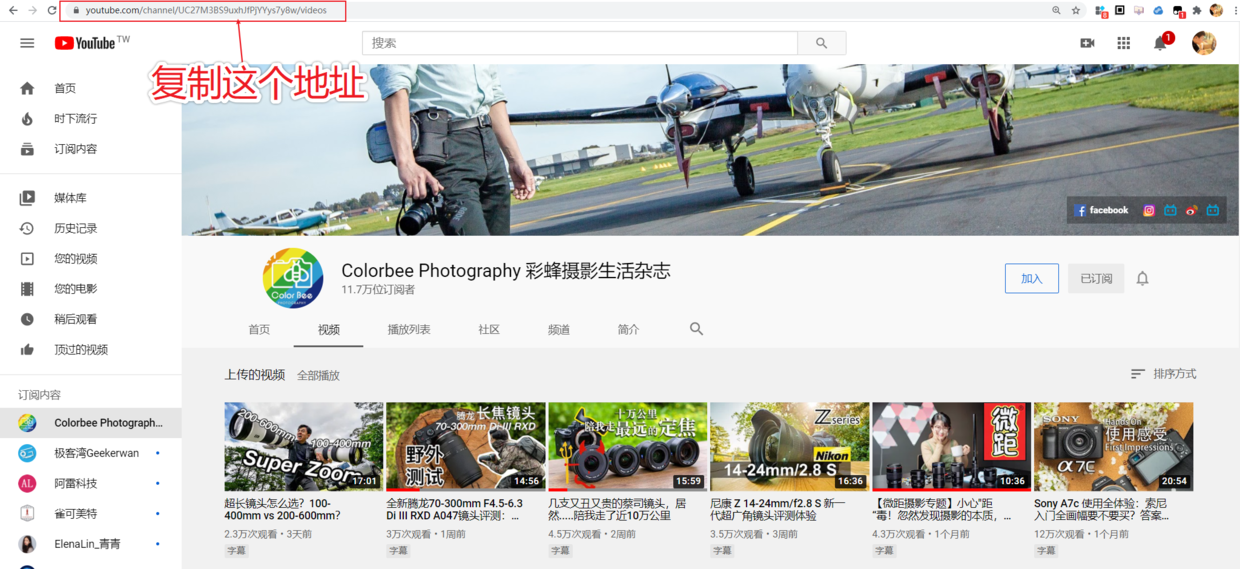 youtube.com/channel/UC27M3BS9uxhJfPjYYys7y8w/videos
8
1
YouTube TW
搜索
1
复制这个地址
首页
时下流行
订阅内容
媒体库
历史记录
您的视频
您的电影
稍后观看
顶过的视频
订阅内容
Colorbee Photograph...
极客湾Geekerwan
AL 阿雷科技
雀可美特
ElenaLin_青青
facebook
Color Bee
PHOTOGRAPHY
Colorbee Photography 彩蜂摄影生活杂志
11.7万位订阅者
加入
已订阅
首页
视频
播放列表
社区
频道
简介
上传的视频 全部播放
排序方式
200-600mm
100-400mm
Super Zoom
17:01
超长镜头怎么选？100-
400mm vs 200-600mm?
2.3万次观看 • 3天前
字幕
腾龙 长焦镜头
70-300mm Di III RXD
野外
测试
14:56
全新腾龙70-300mm F4.5-6.3
Di III RXD A047镜头评测：...
3万次观看 • 1周前
字幕
十万公里
陪我走最远的定焦
15:59
几支又丑又贵的蔡司镜头，居
然.....陪我走了近10万公里
4.5万次观看 • 2周前
字幕
Z series
Nikon
14-24mm/2.8 S
16:36
尼康 Z 14-24mm/f2.8 S 新一
代超广角镜头评测体验
3.5万次观看 • 3周前
字幕
微距
10:36
【微距摄影专题】小心“距
“毒！忽然发现摄影的本质，...
4.3万次观看 • 1个月前
字幕
SONY
α7C
Hands On
使用感受
First Impressions
20:54
Sony A7c 使用全体验：索尼
入门全画幅要不要买？答案...
12万次观看 • 1个月前
字幕